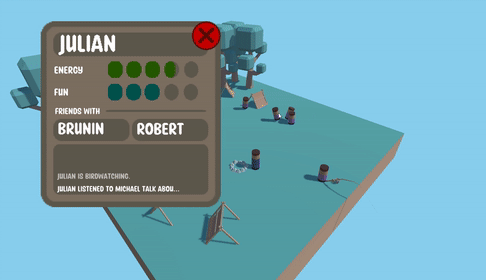 JULIAN
ENERGY
FUN
FRIENDS WITH
BRUNIN ROBERT
JULIAN IS BIRDWATCHING.
JULIAN LISTENED TO MICHAEL TALK ABOU...